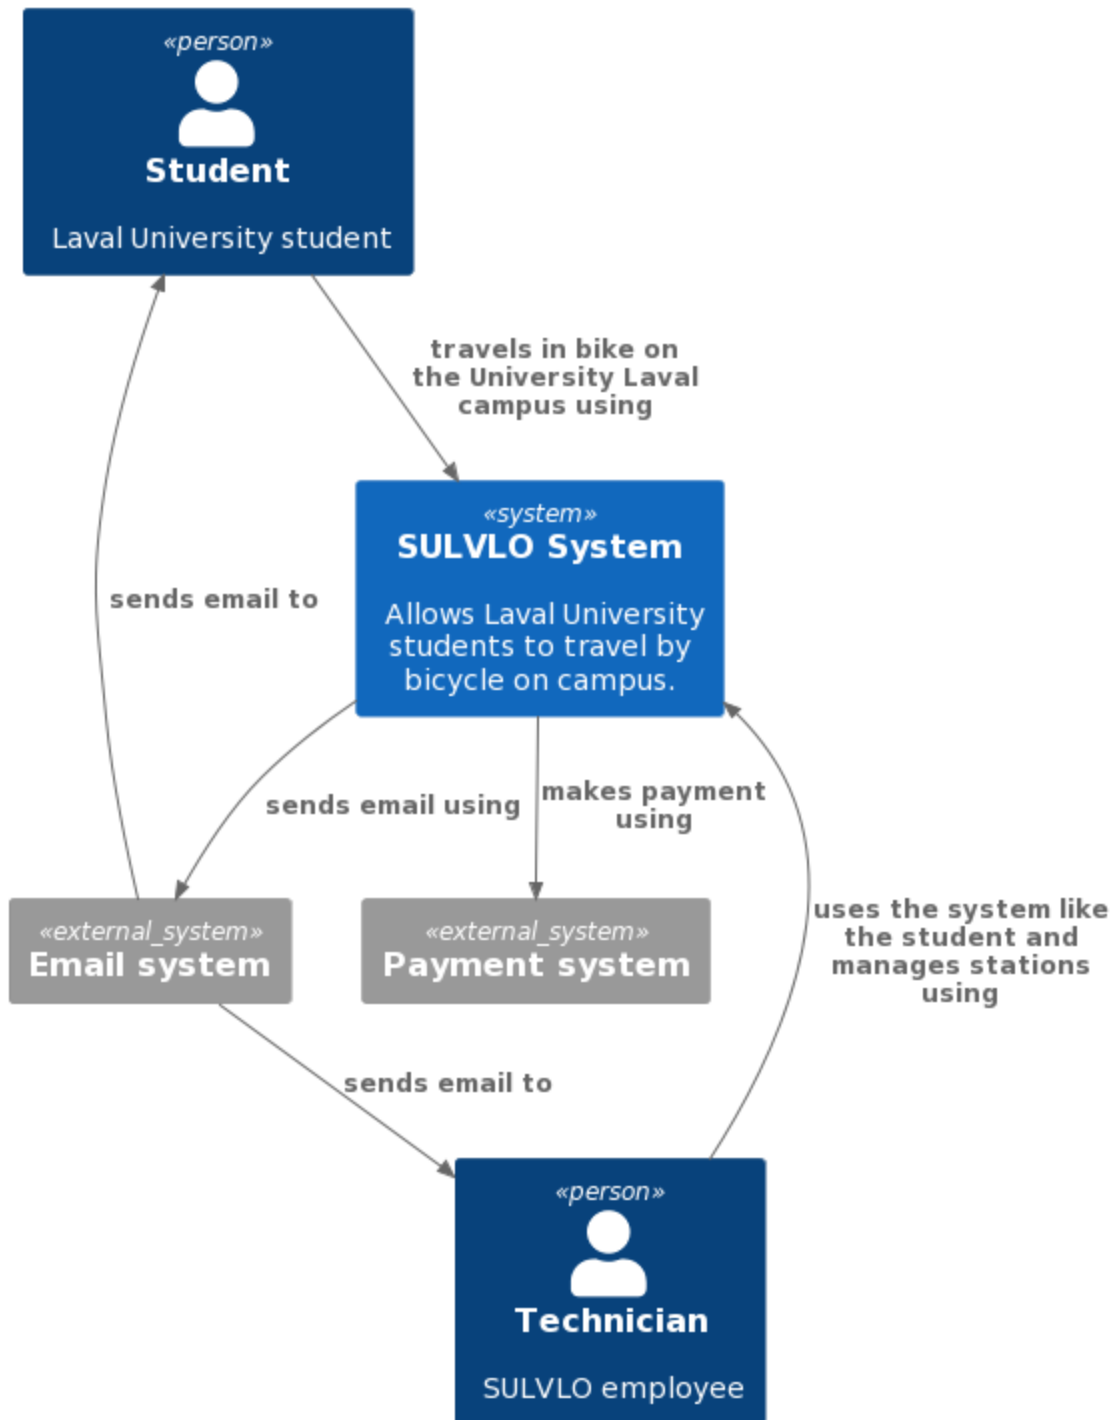 «person»
Student
Laval University student
travels in bike on
the University Laval
campus using
«system»
SULVLO System
Allows Laval University
students to travel by
bicycle on campus.
sends email to
sends email using
makes payment
using
uses the system like
the student and
manages stations
using
«external_system»
Email system
«external_system»
Payment system
sends email to
«person»
Technician
SULVLO employee